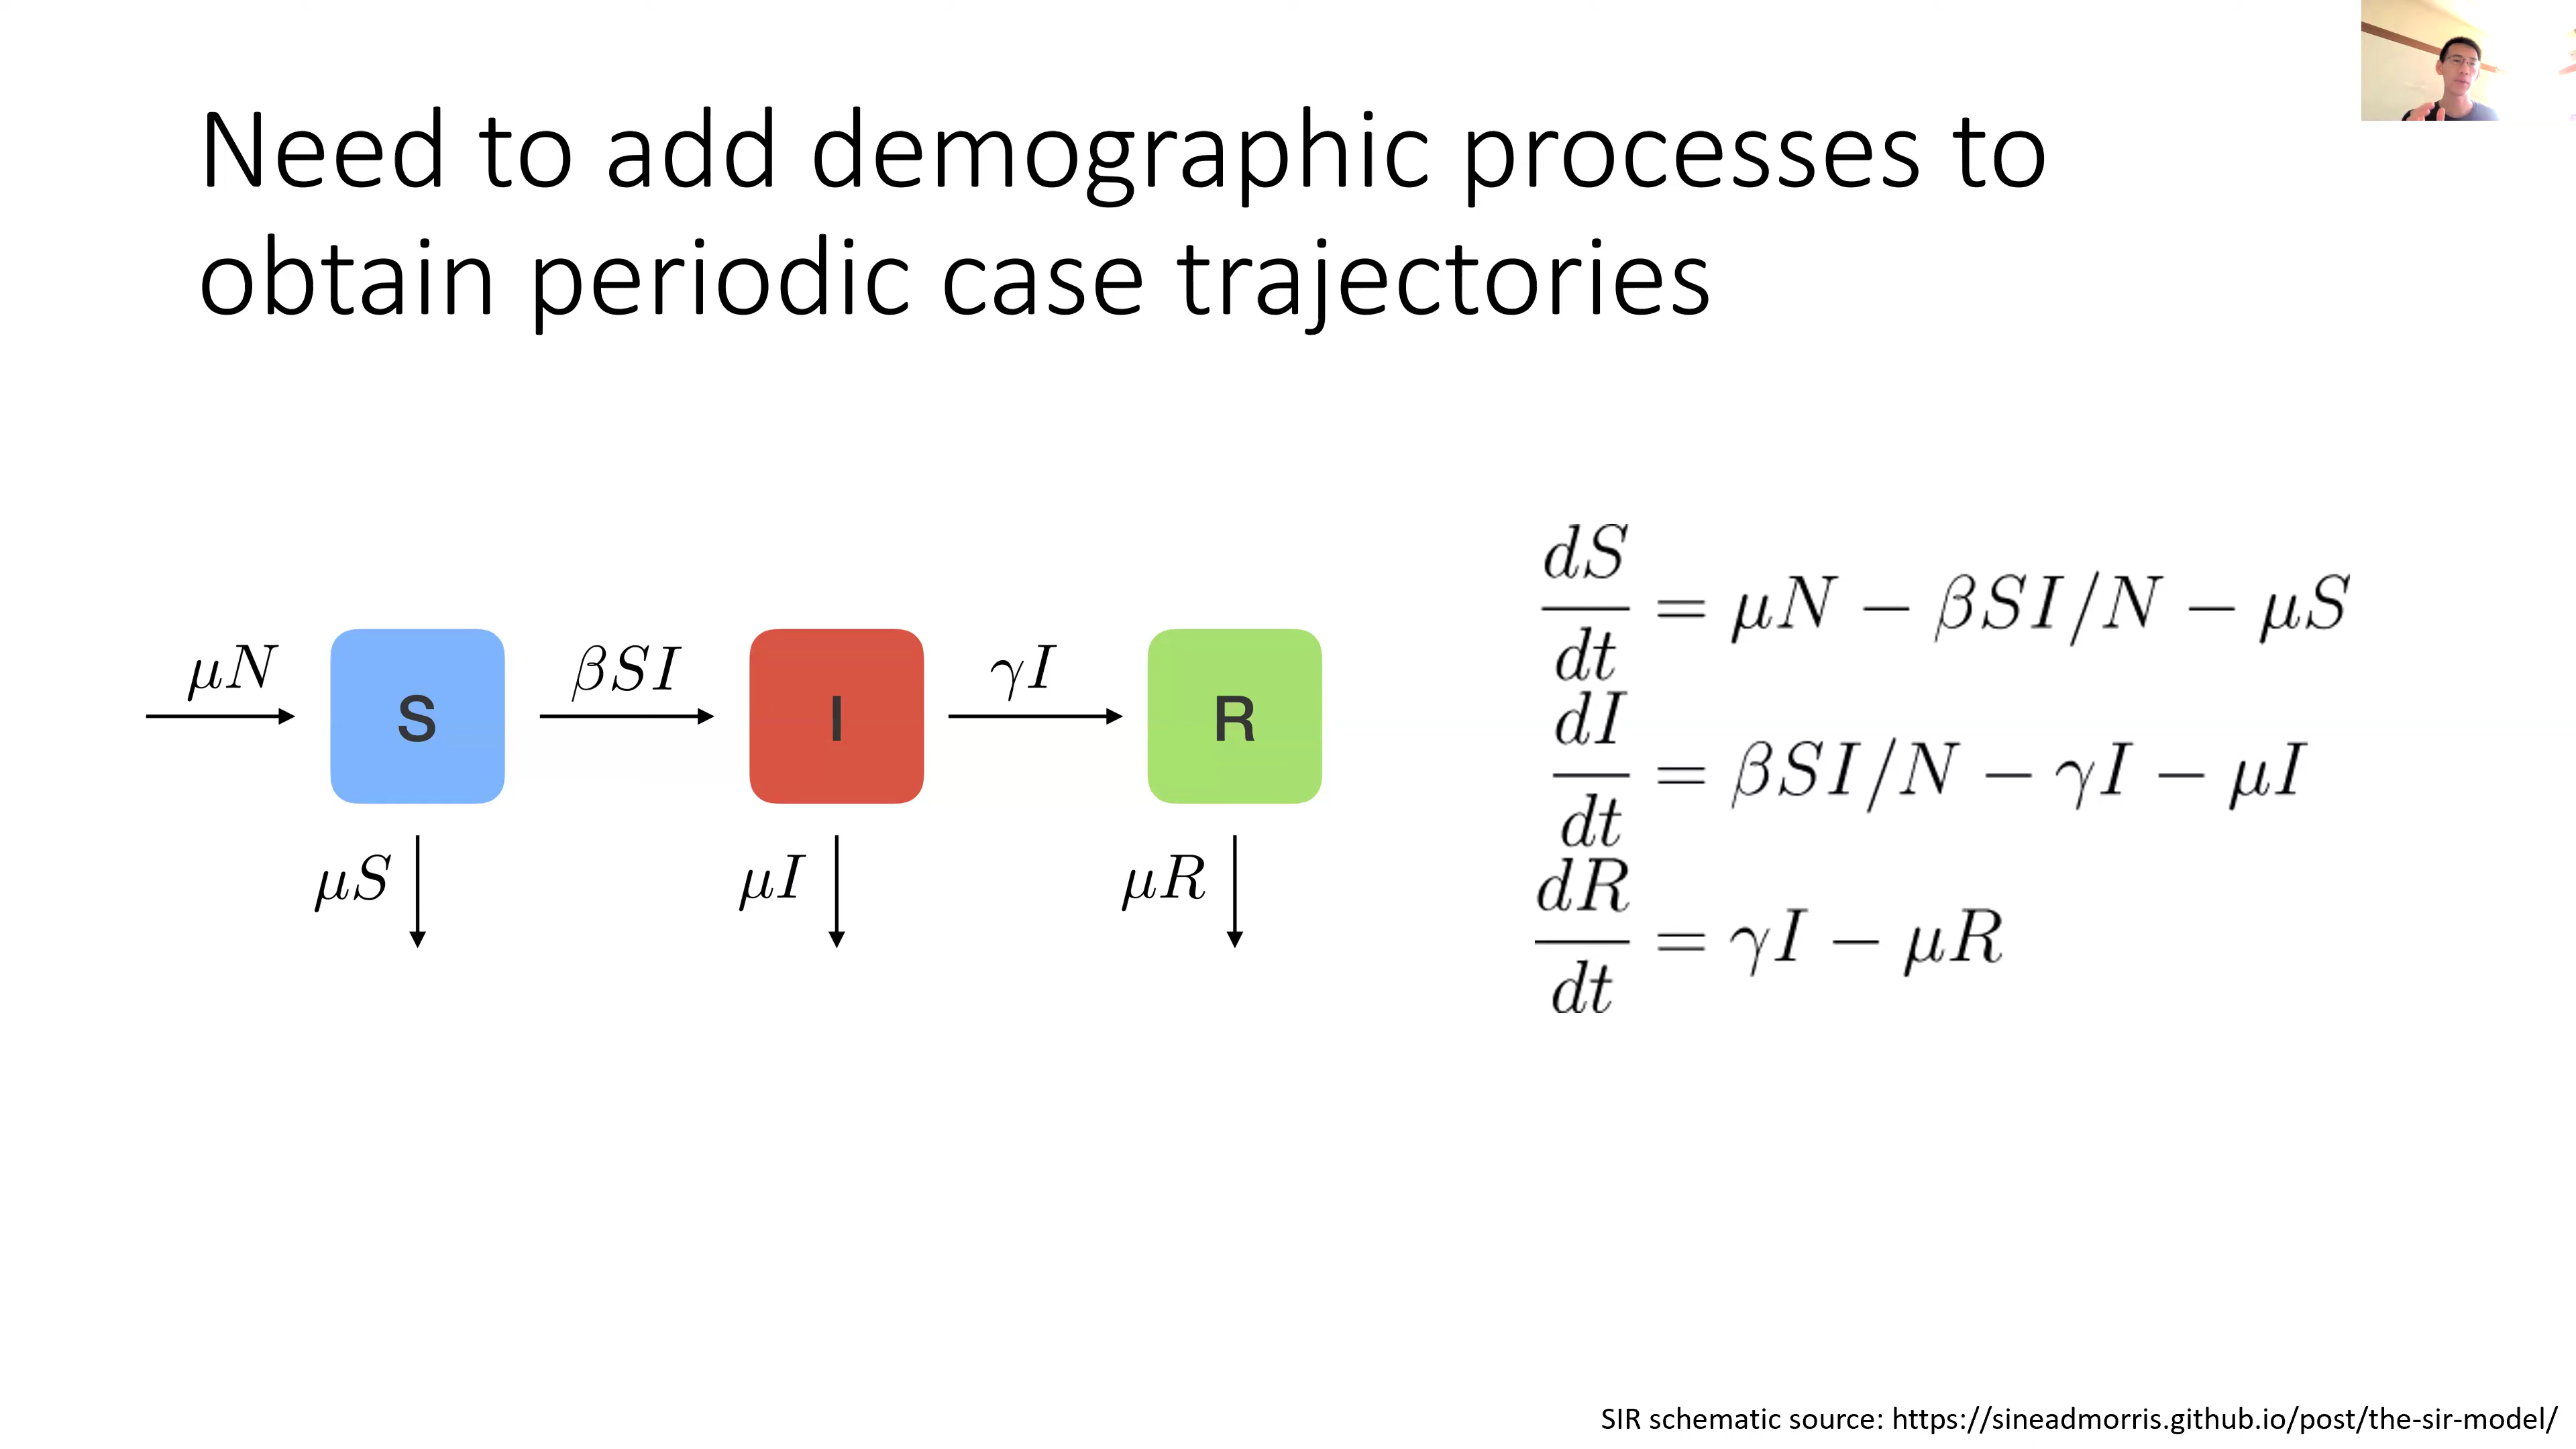 Need to add demographic processes to
obtain periodic case trajectories
μN
S
βSI
I
γI
R
μS
μI
μR
dS/dt = μN − βSI/N − μS
dI/dt = βSI/N − γI − μI
dR/dt = γI − μR
SIR schematic source: https://sineadmorris.github.io/post/the-sir-model/